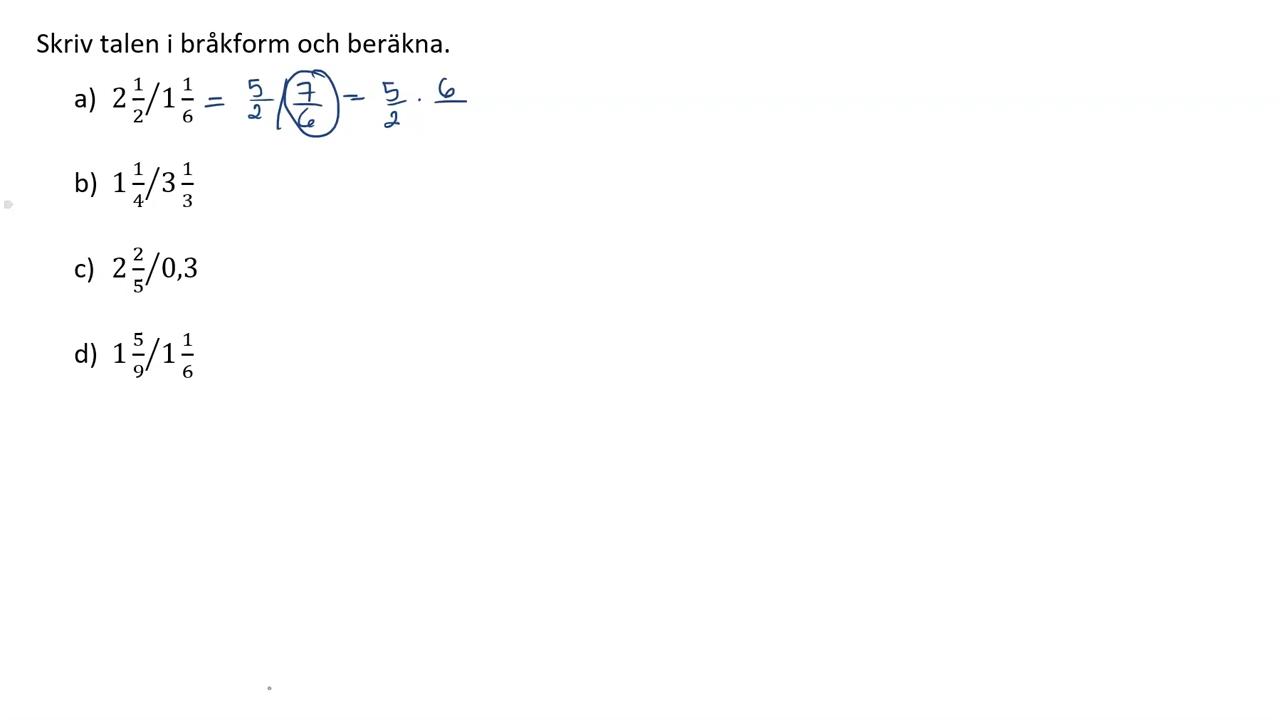 Skriv talen i bråkform och beräkna.
a) 2 1/2 / 1 1/6 = 5/2 / 7/6 = 5/2 · 6/
b) 1 1/4 / 3 1/3
c) 2 2/5 / 0,3
d) 1 5/9 / 1 1/6